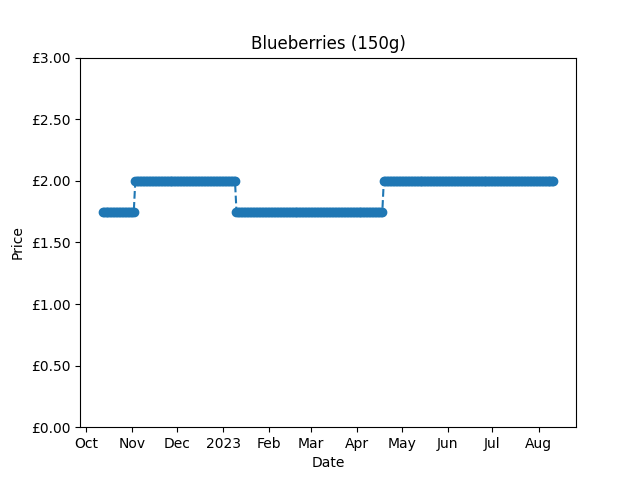 Blueberries (150g)
£3.00
£2.50
£2.00
£1.50
£1.00
£0.50
£0.00
Price
Oct Nov Dec 2023 Feb Mar Apr May Jun Jul Aug
Date